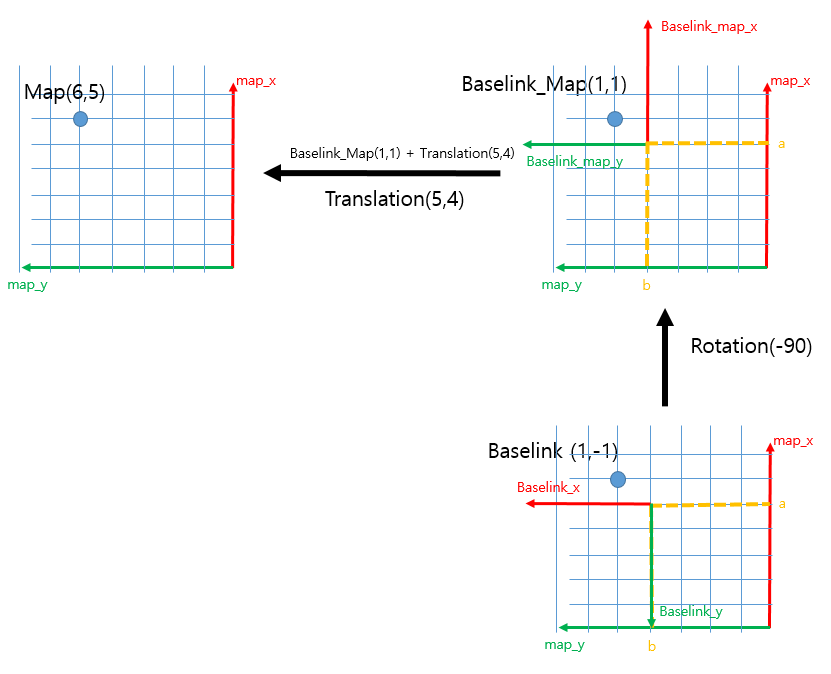 Map(6,5)
map_x
map_y
Baselink_Map(1,1) + Translation(5,4)
Translation(5,4)
Baselink_map_x
Baselink_Map(1,1)
map_x
a
Baselink_map_y
map_y
b
Rotation(-90)
Baselink (1,-1)
map_x
Baselink_x
a
Baselink_y
map_y
b